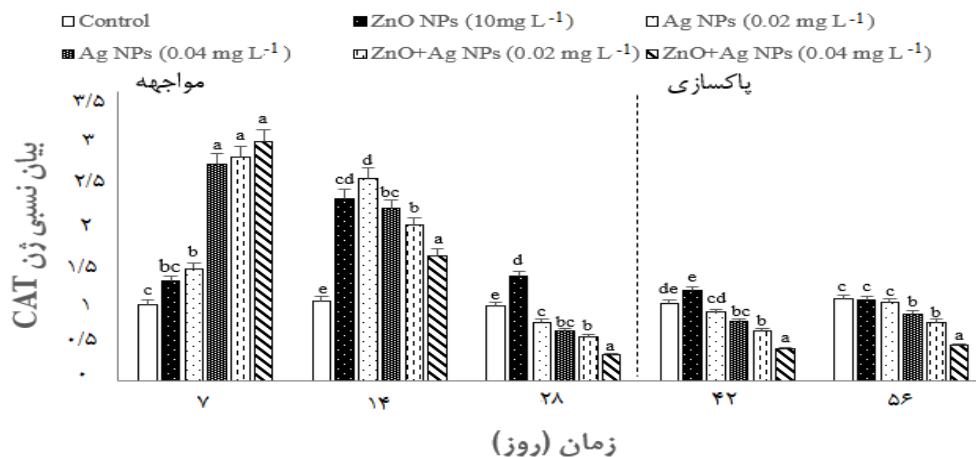 Control ZnO NPs (10mg L-1) Ag NPs (0.02 mg L-1)
Ag NPs (0.04 mg L-1) ZnO+Ag NPs (0.02 mg L-1) ZnO+Ag NPs (0.04 mg L-1)
مواجهه پاکسازی
بیان نسبی ژن CAT
۳/۵
۳
۲/۵
۲
۱/۵
۱
۰/۵
۰
c bc b a a a
e cd d bc b a
e d c bc b a
de e cd bc b a
c c c b b a
۷ ۱۴ ۲۸ ۴۲ ۵۶
زمان (روز)